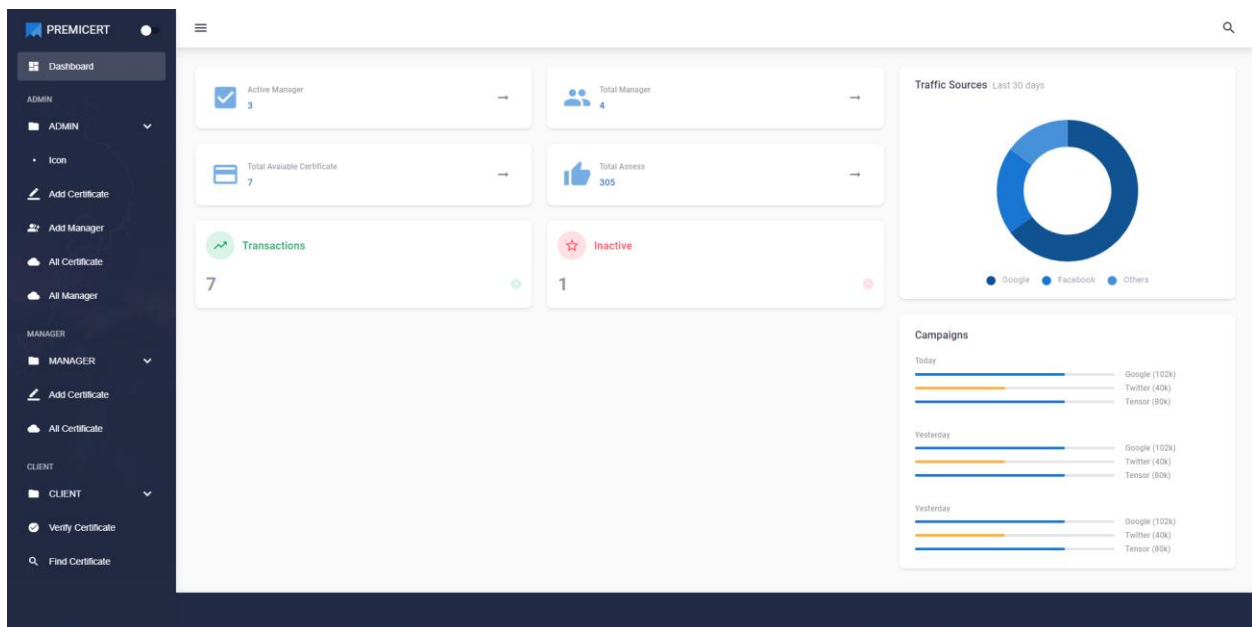 PREMICERT
Dashboard
ADMIN
ADMIN
Icon
Add Certificate
Add Manager
All Certificate
All Manager
MANAGER
MANAGER
Add Certificate
All Certificate
CLIENT
CLIENT
Verify Certificate
Find Certificate
Active Manager
3
Total Manager
4
Total Avaiable Certificate
7
Total Assess
305
Transactions
7
Inactive
1
Traffic Sources Last 30 days
Google Facebook Others
Campaigns
Today
Google (102k)
Twitter (40k)
Tensor (80k)
Yesterday
Google (102k)
Twitter (40k)
Tensor (80k)
Yesterday
Google (102k)
Twitter (40k)
Tensor (80k)